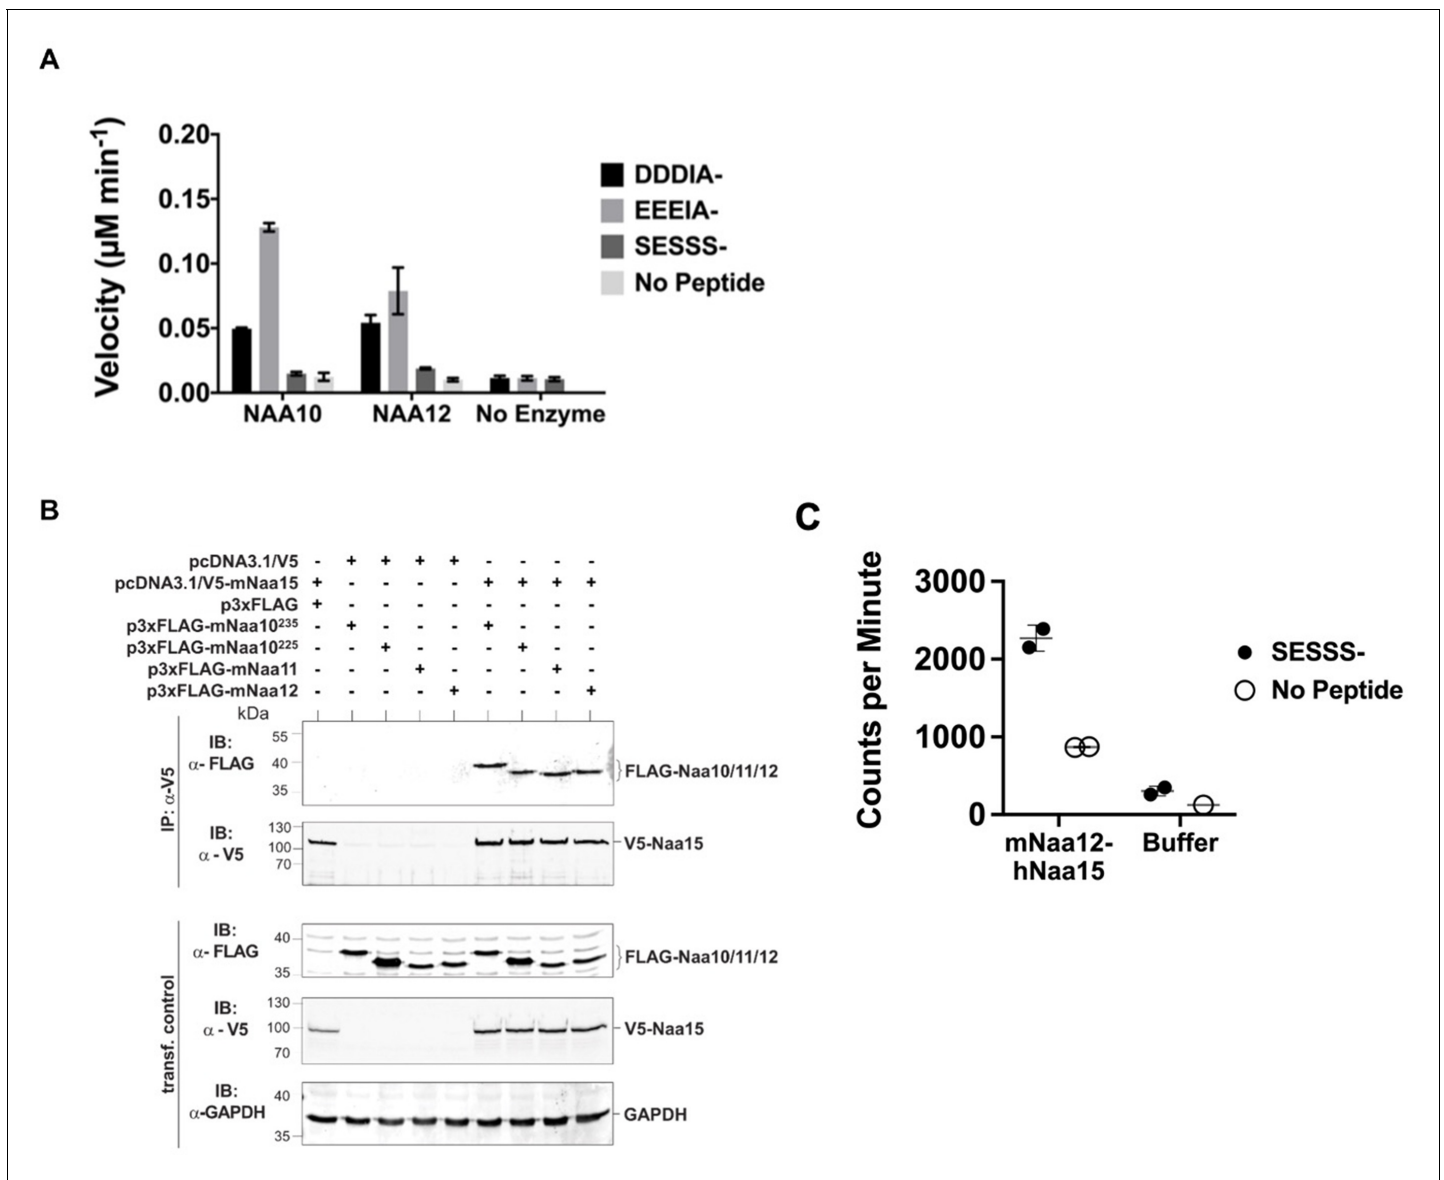 A
Velocity (µM min-1)
0.20
0.15
0.10
0.05
0.00
NAA10 NAA12 No Enzyme
DDDIA-
EEEIA-
SESSS-
No Peptide
B
pcDNA3.1/V5 - + + + + - - - -
pcDNA3.1/V5-mNaa15 + - - - - + + + +
p3xFLAG + - - - - - - - -
p3xFLAG-mNaa10235 - + - - - + - - -
p3xFLAG-mNaa10225 - - + - - - + - -
p3xFLAG-mNaa11 - - - + - - - + -
p3xFLAG-mNaa12 - - - - + - - - +
kDa
IP: α-V5
IB:
α- FLAG
55
40
35
FLAG-Naa10/11/12
IB:
α - V5
130
100
70
V5-Naa15
transf. control
IB:
α- FLAG
40
35
FLAG-Naa10/11/12
IB:
α - V5
130
100
70
V5-Naa15
IB:
α-GAPDH
40
35
GAPDH
C
Counts per Minute
3000
2000
1000
0
mNaa12-
hNaa15
Buffer
SESSS-
No Peptide